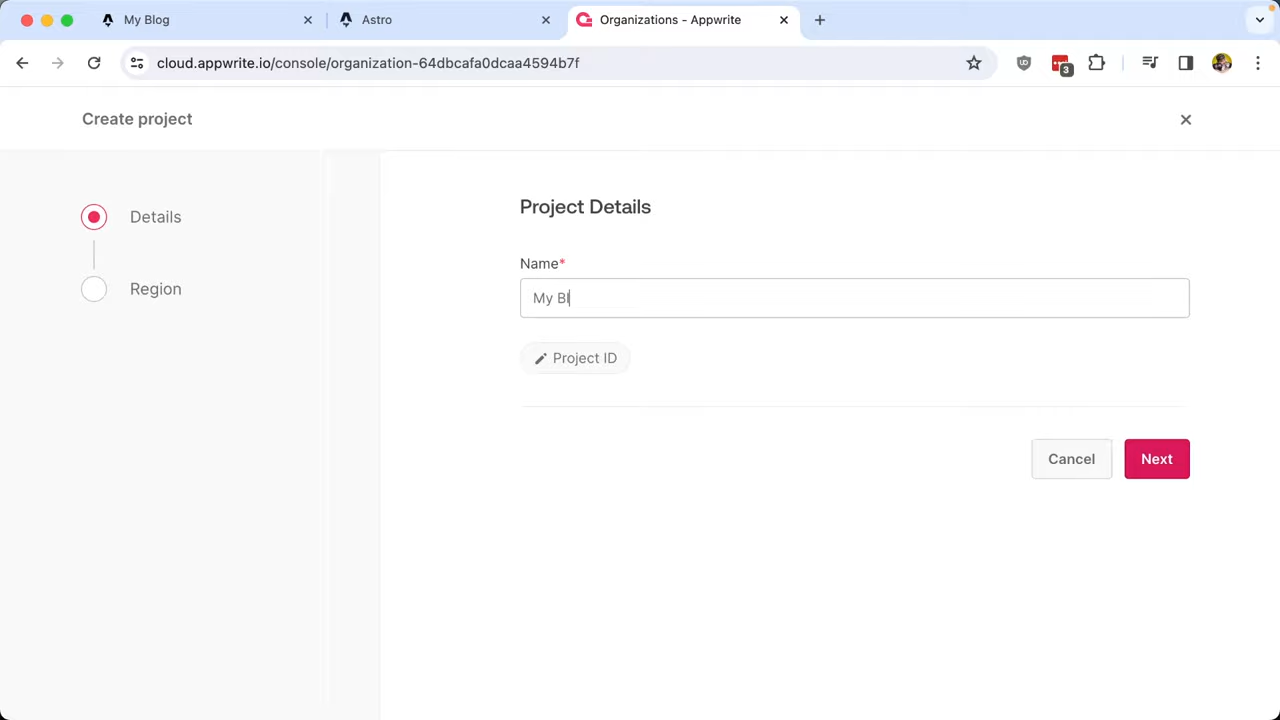 My Blog
Astro
Organizations - Appwrite
cloud.appwrite.io/console/organization-64dbcafa0dcaa4594b7f
3
Create project
Details
Region
Project Details
Name*
My Bl
Project ID
Cancel
Next